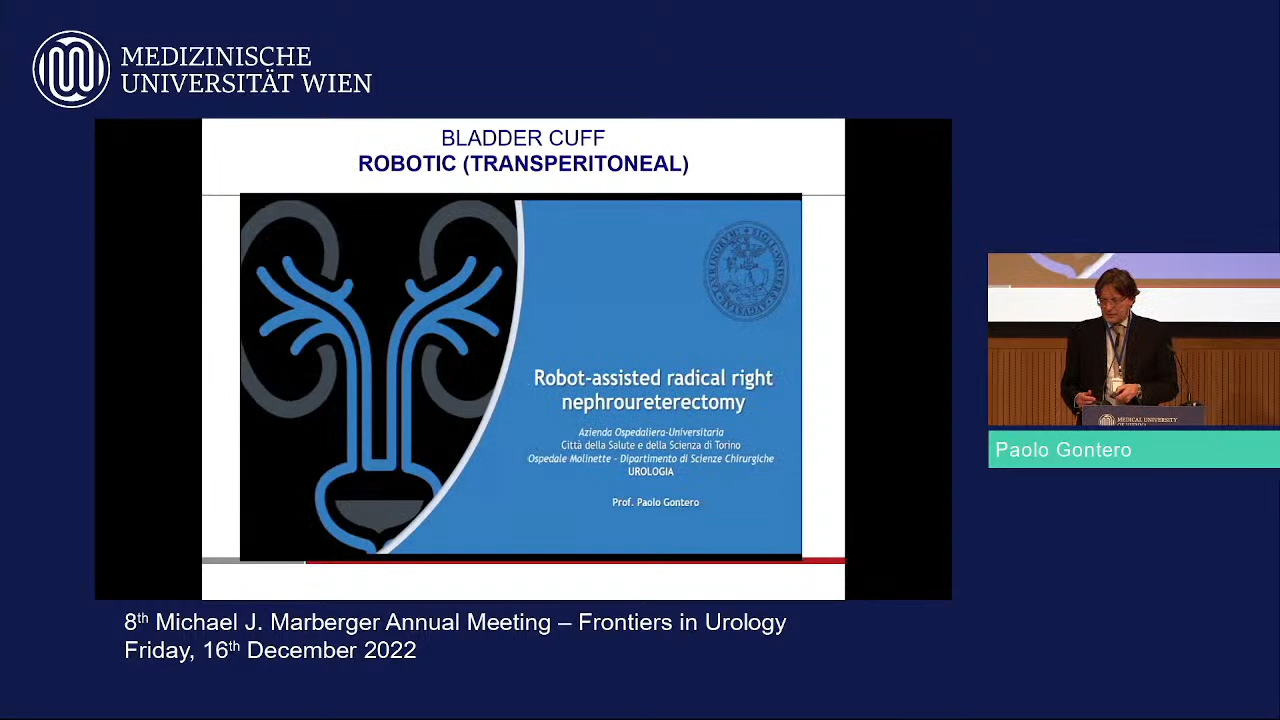 MEDIZINISCHE
UNIVERSITÄT WIEN
BLADDER CUFF
ROBOTIC (TRANSPERITONEAL)
Robot-assisted radical right
nephroureterectomy
Azienda Ospedaliera-Universitaria
Città della Salute e della Scienza di Torino
Ospedale Molinette - Dipartimento di Scienze Chirurgiche
UROLOGIA
Prof. Paolo Gontero
MEDICAL UNIVERSITY
Paolo Gontero
8th Michael J. Marberger Annual Meeting – Frontiers in Urology
Friday, 16th December 2022